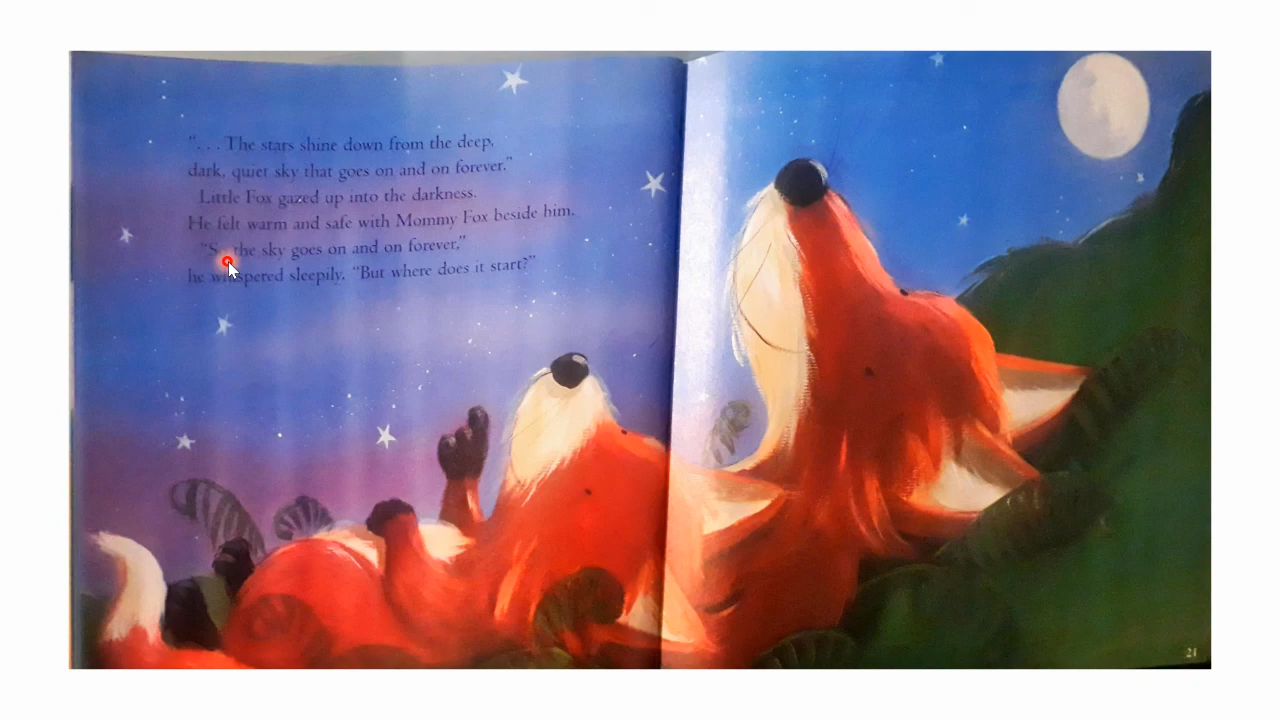 “. . . The stars shine down from the deep,
dark, quiet sky that goes on and on forever.”
Little Fox gazed up into the darkness.
He felt warm and safe with Mommy Fox beside him.
“So the sky goes on and on forever,”
he whispered sleepily. “But where does it start?”
21